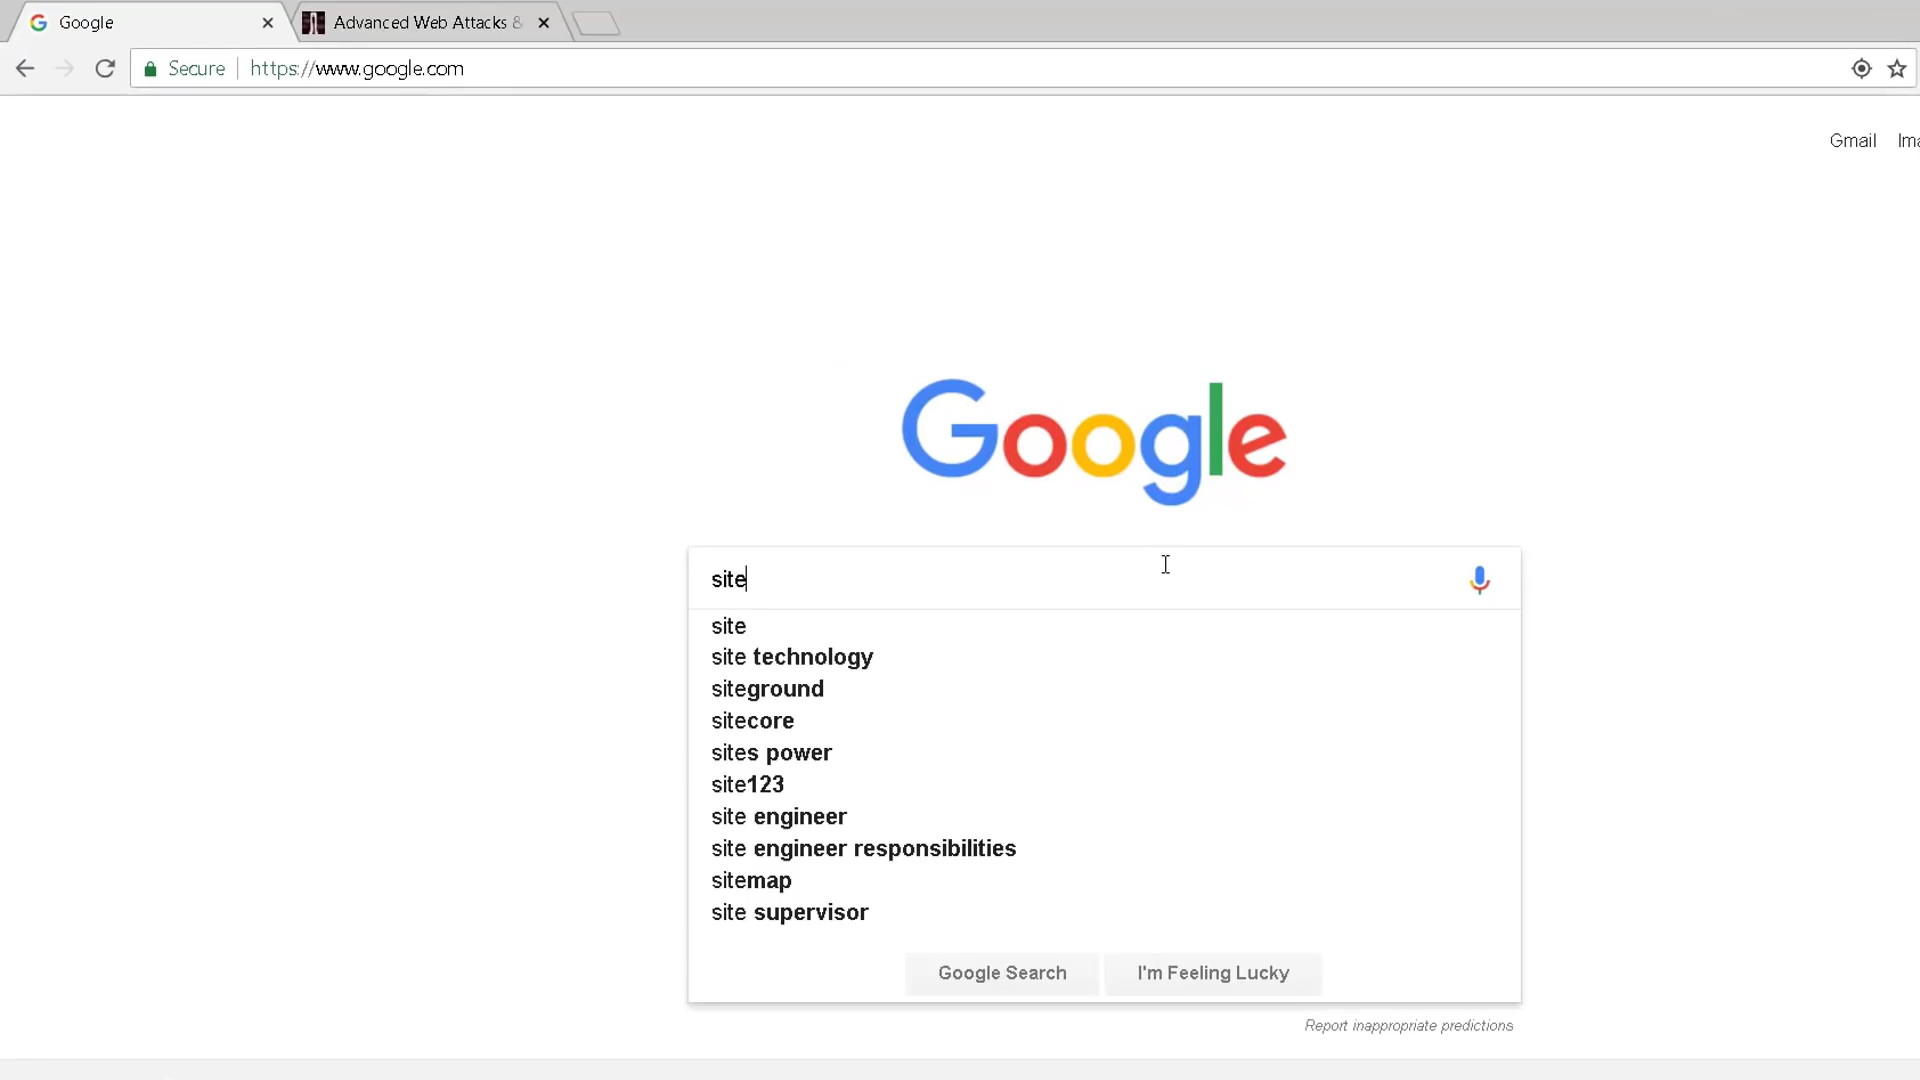 Google
Advanced Web Attacks &
Secure
https://www.google.com
Gmail
Google
site
site
site technology
siteground
sitecore
sites power
site123
site engineer
site engineer responsibilities
sitemap
site supervisor
Google Search
I'm Feeling Lucky
Report inappropriate predictions